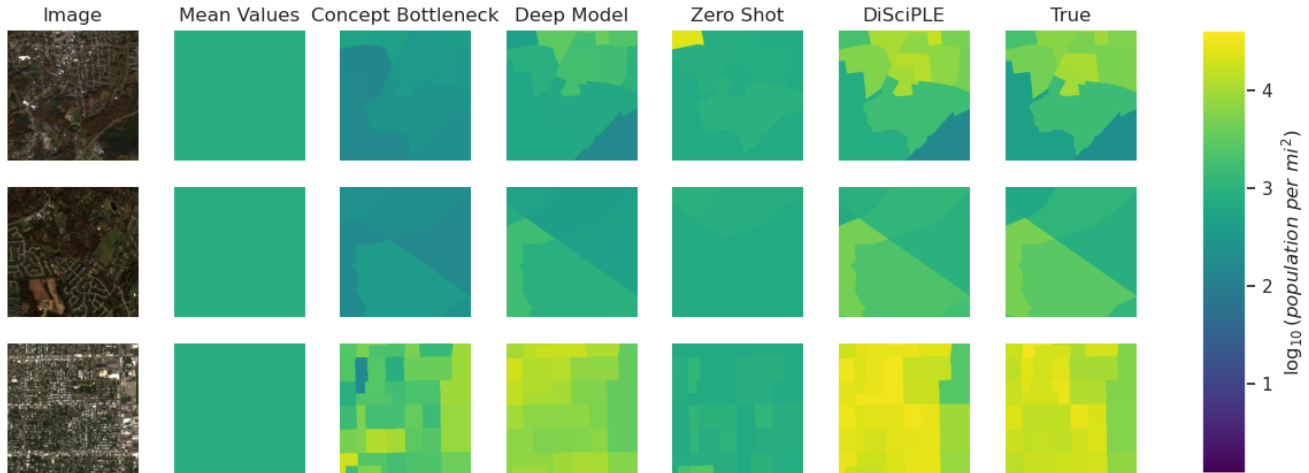 Image Mean Values Concept Bottleneck Deep Model Zero Shot DiSciPLE True
4
3
2
1
log₁₀ (population per mi²)